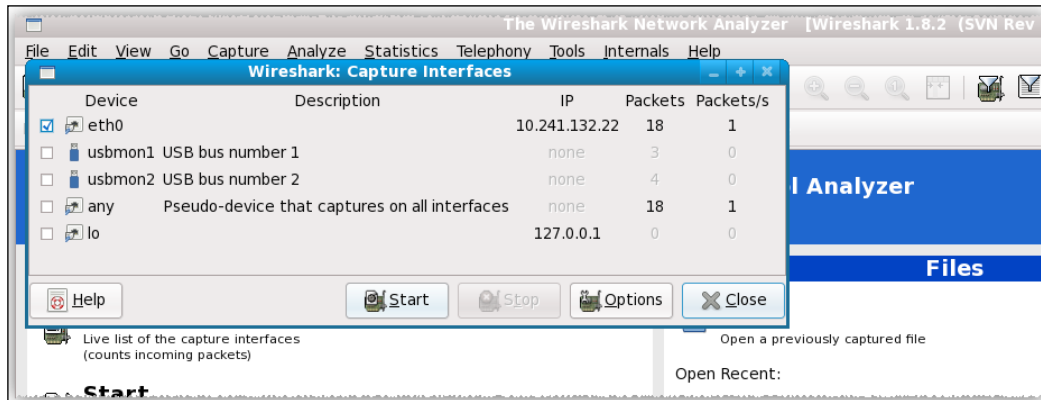 The Wireshark Network Analyzer [Wireshark 1.8.2 (SVN Rev
File Edit View Go Capture Analyze Statistics Telephony Tools Internals Help
Wireshark: Capture Interfaces
Device Description IP Packets Packets/s
eth0 10.241.132.22 18 1
usbmon1 USB bus number 1 none 3 0
usbmon2 USB bus number 2 none 4 0
any Pseudo-device that captures on all interfaces none 18 1
lo 127.0.0.1 0 0
Analyzer
Files
Help Start Stop Options Close
Live list of the capture interfaces
(counts incoming packets)
Open a previously captured file
Open Recent:
Start